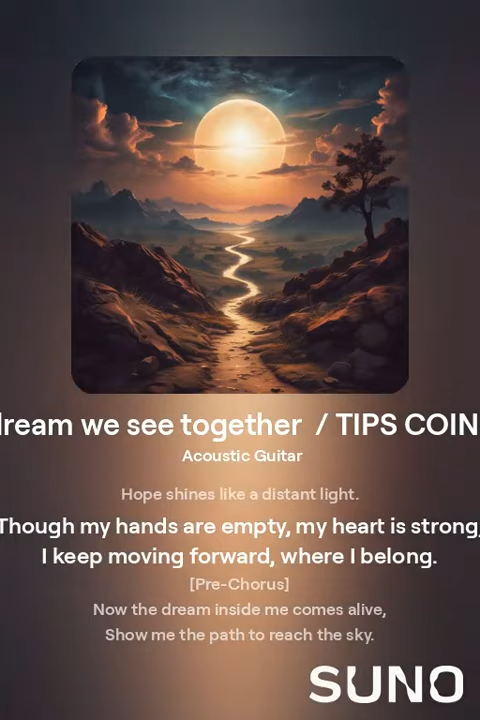 dream we see together / TIPS COIN
Acoustic Guitar
Hope shines like a distant light.
Though my hands are empty, my heart is strong,
I keep moving forward, where I belong.
[Pre-Chorus]
Now the dream inside me comes alive,
Show me the path to reach the sky.
SUNO